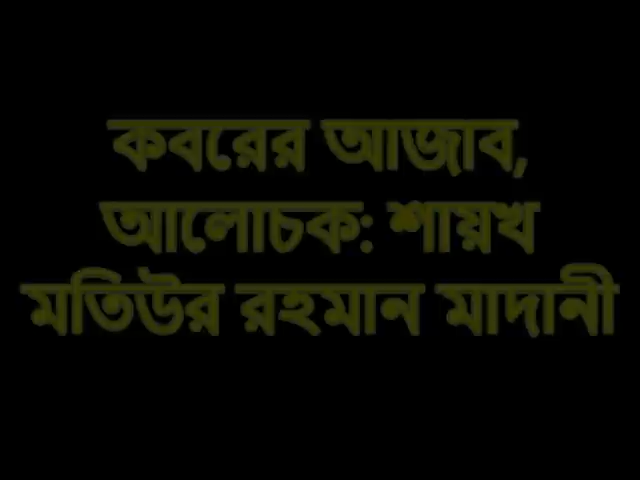 কবরের আজাব,
আলোচক: শায়খ
মতিউর রহমান মাদানী